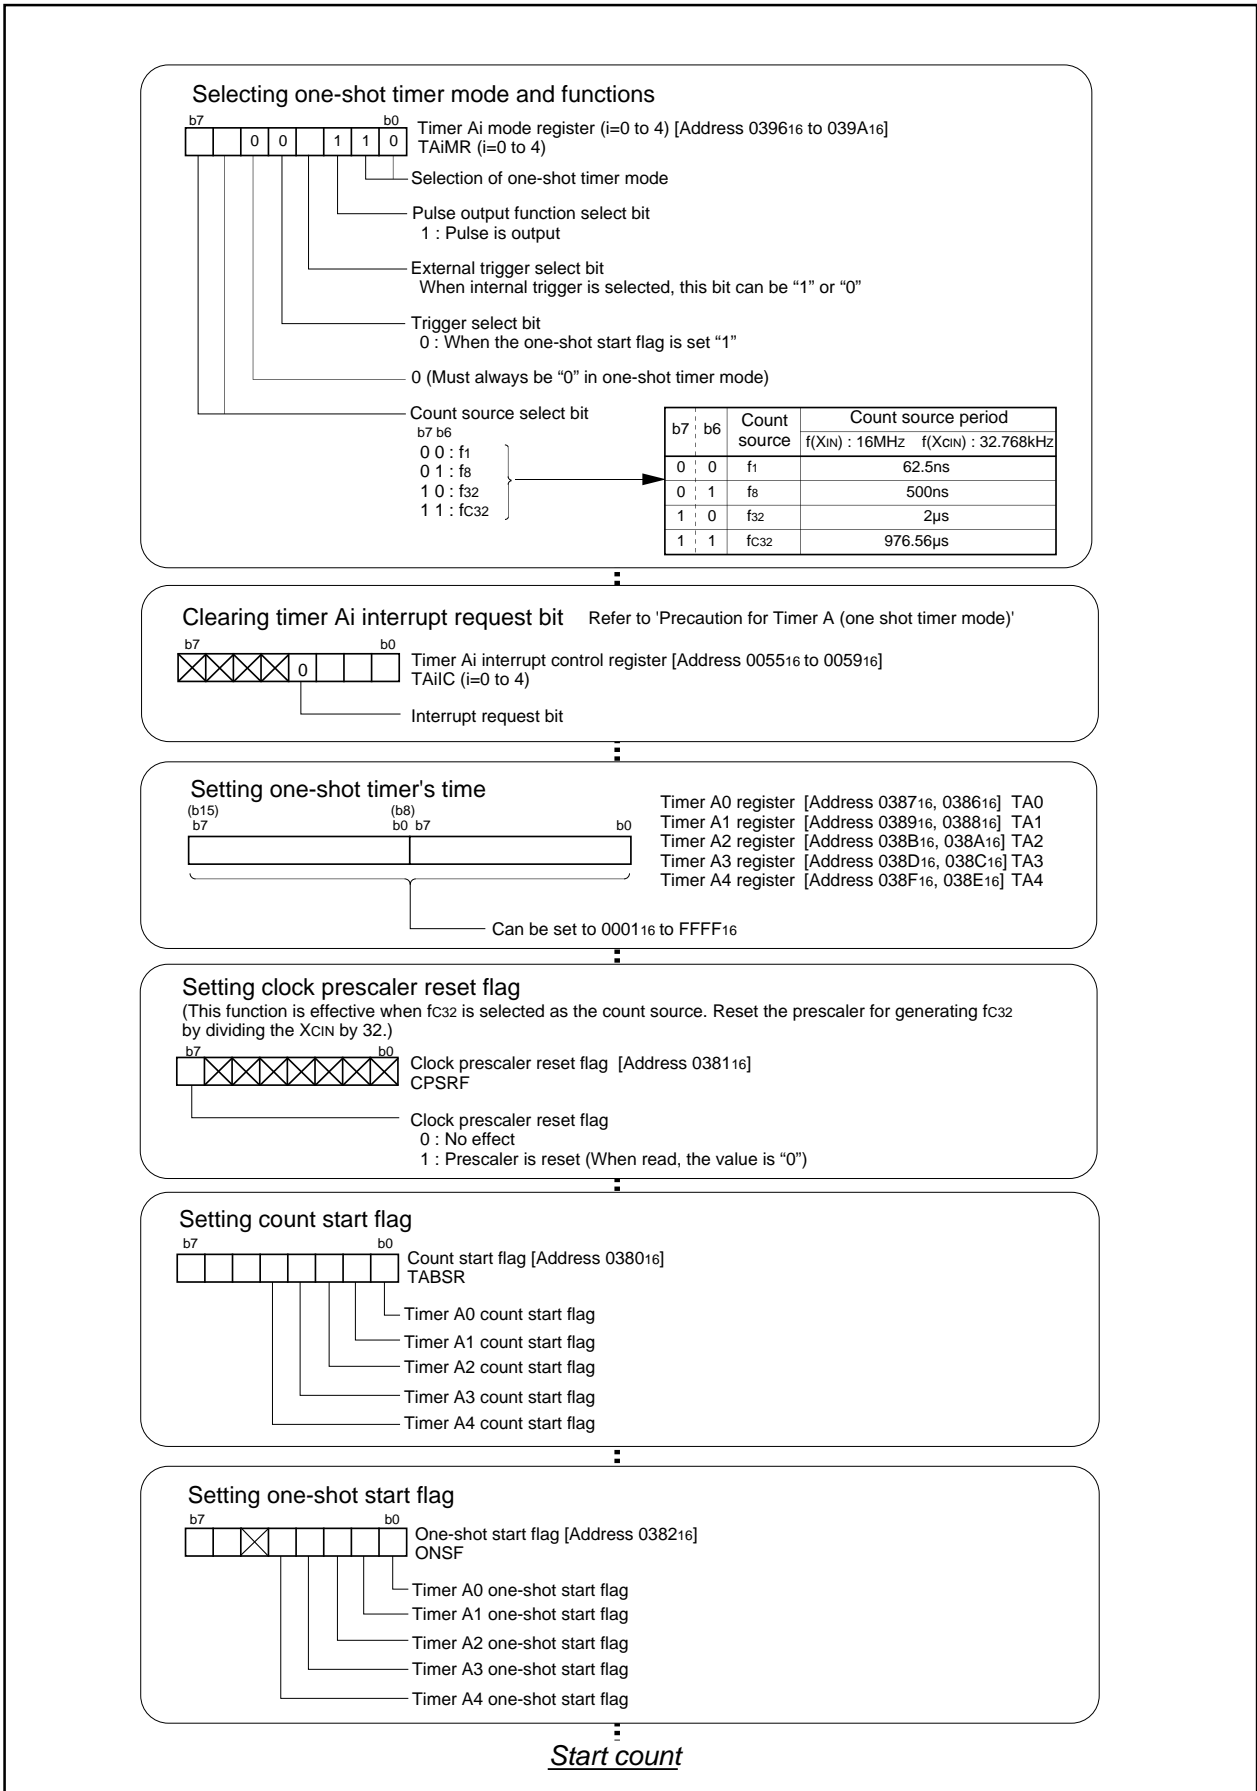 Selecting one-shot timer mode and functions
b7 b0
0 0 1 1 0
Timer Ai mode register (i=0 to 4) [Address 039616 to 039A16]
TAiMR (i=0 to 4)
Selection of one-shot timer mode
Pulse output function select bit
1 : Pulse is output
External trigger select bit
When internal trigger is selected, this bit can be “1” or “0”
Trigger select bit
0 : When the one-shot start flag is set “1”
0 (Must always be “0” in one-shot timer mode)
Count source select bit
b7 b6
0 0 : f1
0 1 : f8
1 0 : f32
1 1 : fC32
b7 b6 Count source Count source period
f(XIN) : 16MHz f(XCIN) : 32.768kHz
0 0 f1 62.5ns
0 1 f8 500ns
1 0 f32 2µs
1 1 fC32 976.56µs
Clearing timer Ai interrupt request bit Refer to 'Precaution for Timer A (one shot timer mode)'
b7 b0
0
Timer Ai interrupt control register [Address 005516 to 005916]
TAiIC (i=0 to 4)
Interrupt request bit
Setting one-shot timer's time
(b15) (b8)
b7 b0 b7 b0
Timer A0 register [Address 038716, 038616] TA0
Timer A1 register [Address 038916, 038816] TA1
Timer A2 register [Address 038B16, 038A16] TA2
Timer A3 register [Address 038D16, 038C16] TA3
Timer A4 register [Address 038F16, 038E16] TA4
Can be set to 000116 to FFFF16
Setting clock prescaler reset flag
(This function is effective when fC32 is selected as the count source. Reset the prescaler for generating fC32
by dividing the XCIN by 32.)
b7 b0
Clock prescaler reset flag [Address 038116]
CPSRF
Clock prescaler reset flag
0 : No effect
1 : Prescaler is reset (When read, the value is “0”)
Setting count start flag
b7 b0
Count start flag [Address 038016]
TABSR
Timer A0 count start flag
Timer A1 count start flag
Timer A2 count start flag
Timer A3 count start flag
Timer A4 count start flag
Setting one-shot start flag
b7 b0
One-shot start flag [Address 038216]
ONSF
Timer A0 one-shot start flag
Timer A1 one-shot start flag
Timer A2 one-shot start flag
Timer A3 one-shot start flag
Timer A4 one-shot start flag
Start count